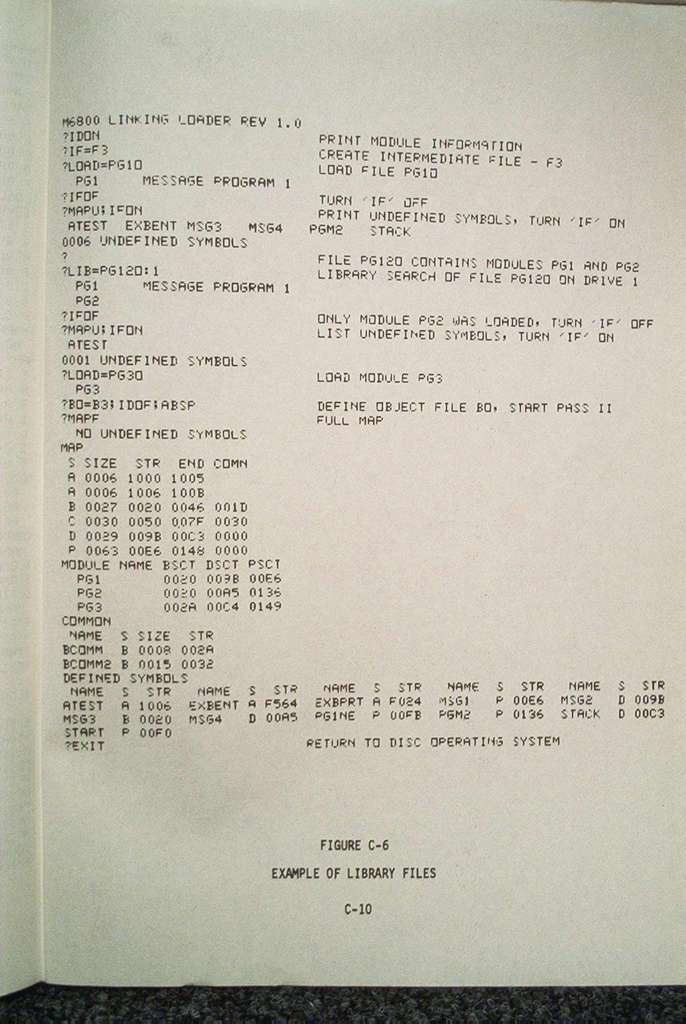 M6800 LINKING LOADER REV 1.0
?IDON PRINT MODULE INFORMATION
?IF=F3 CREATE INTERMEDIATE FILE - F3
?LOAD=PG10 LOAD FILE PG10
PG1 MESSAGE PROGRAM 1
?IFOF TURN 'IF' OFF
?MAPU;IFON PRINT UNDEFINED SYMBOLS, TURN 'IF' ON
ATEST EXBENT MSG3 MSG4 PGM2 STACK
0006 UNDEFINED SYMBOLS
? FILE PG120 CONTAINS MODULES PG1 AND PG2
?LIB=PG120:1 LIBRARY SEARCH OF FILE PG120 ON DRIVE 1
PG1 MESSAGE PROGRAM 1
PG2
?IFOF ONLY MODULE PG2 WAS LOADED, TURN 'IF' OFF
?MAPU;IFON LIST UNDEFINED SYMBOLS, TURN 'IF' ON
ATEST
0001 UNDEFINED SYMBOLS
?LOAD=PG30 LOAD MODULE PG3
PG3
?BO=B3;IDOF;ABSP DEFINE OBJECT FILE BO, START PASS II
?MAPF FULL MAP
NO UNDEFINED SYMBOLS
MAP
S SIZE STR END COMN
A 0006 1000 1005
A 0006 1006 100B
B 0027 0020 0046 001D
C 0030 0050 007F 0030
D 0029 009B 00C3 0000
P 0063 00E6 0148 0000
MODULE NAME BSCT DSCT PSCT
PG1 0020 009B 00E6
PG2 0020 00A5 0136
PG3 002A 00C4 0149
COMMON
NAME S SIZE STR
BCOMM B 0008 002A
BCOMM2 B 0015 0032
DEFINED SYMBOLS
NAME S STR NAME S STR NAME S STR NAME S STR NAME S STR
ATEST A 1006 EXBENT A F564 EXBPRT A F024 MSG1 P 00E6 MSG2 D 009B
MSG3 B 0020 MSG4 D 00A5 PG1NE P 00FB PGM2 P 0136 STACK D 00C3
START P 00F0
?EXIT RETURN TO DISC OPERATING SYSTEM
FIGURE C-6
EXAMPLE OF LIBRARY FILES
C-10